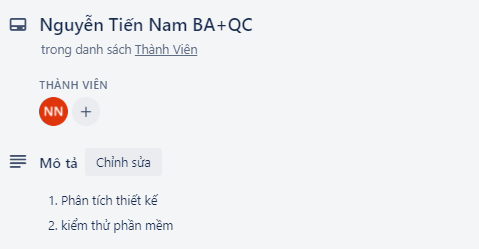 Nguyễn Tiến Nam BA+QC
trong danh sách Thành Viên
THÀNH VIÊN
NN +
Mô tả Chỉnh sửa
1. Phân tích thiết kế
2. kiểm thử phần mềm